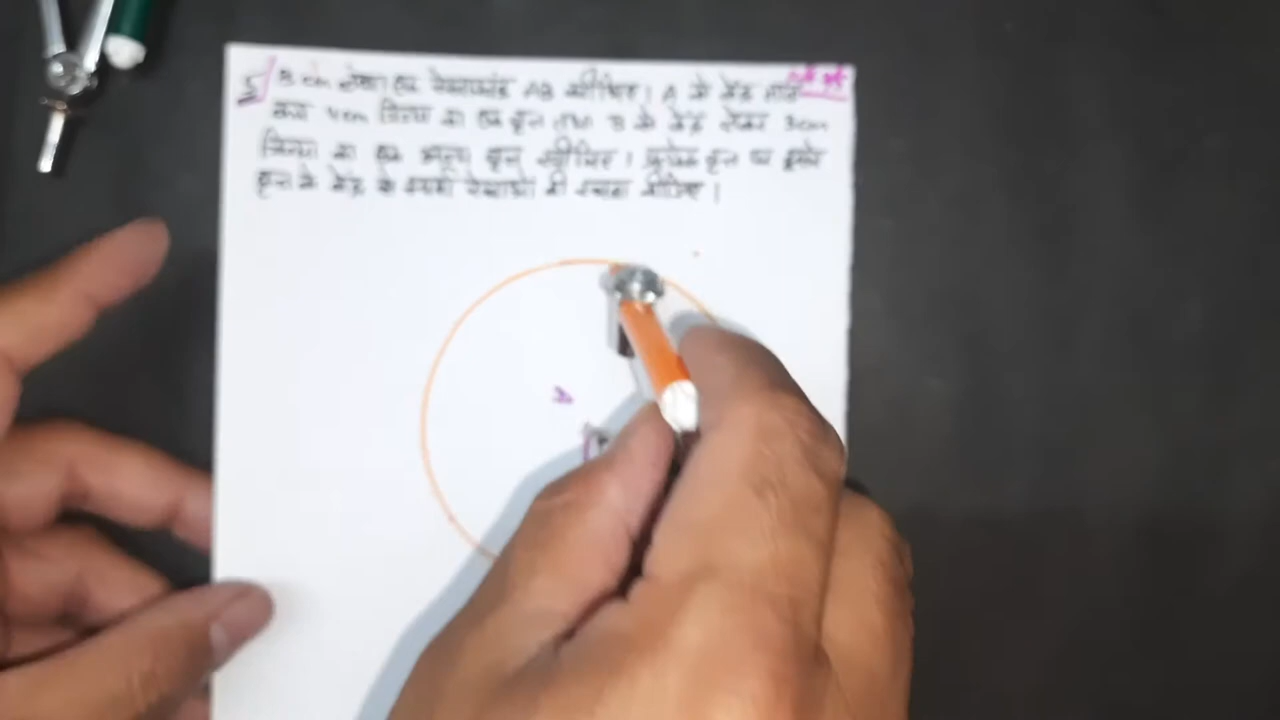 5 8 cm लंबा एक रेखाखंड AB खींचिए। A को केंद्र मान
कर 4cm त्रिज्या का एक वृत्त तथा B को केंद्र लेकर 3cm
त्रिज्या का एक अन्य वृत्त खींचिए। प्रत्येक वृत्त पर दूसरे
वृत्त के केंद्र से स्पर्श रेखाओं की रचना कीजिए।